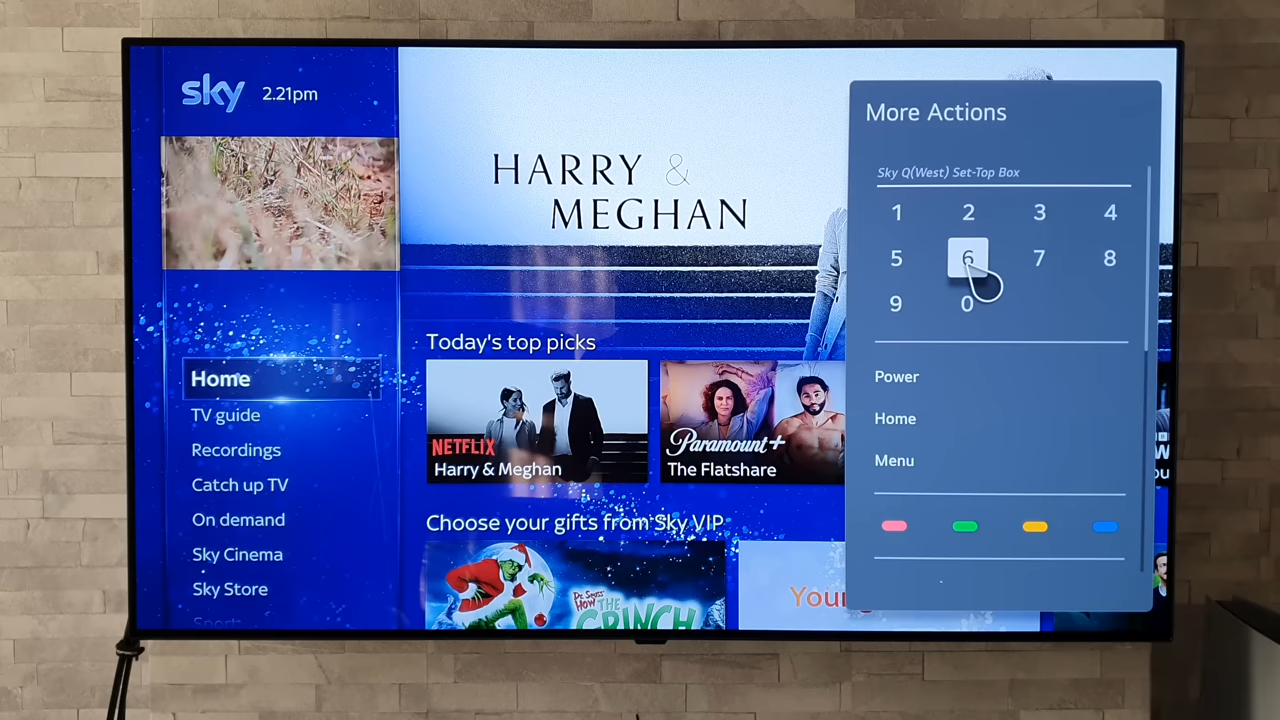 sky 2.21pm
Home
TV guide
Recordings
Catch up TV
On demand
Sky Cinema
Sky Store
Sports
HARRY &
MEGHAN
Today's top picks
NETFLIX
Harry & Meghan
Paramount+
The Flatshare
Choose your gifts from Sky VIP
Dr. Seuss'
HOW THE
GRINCH
More Actions
Sky Q(West) Set-Top Box
1 2 3 4
5 6 7 8
9 0
Power
Home
Menu